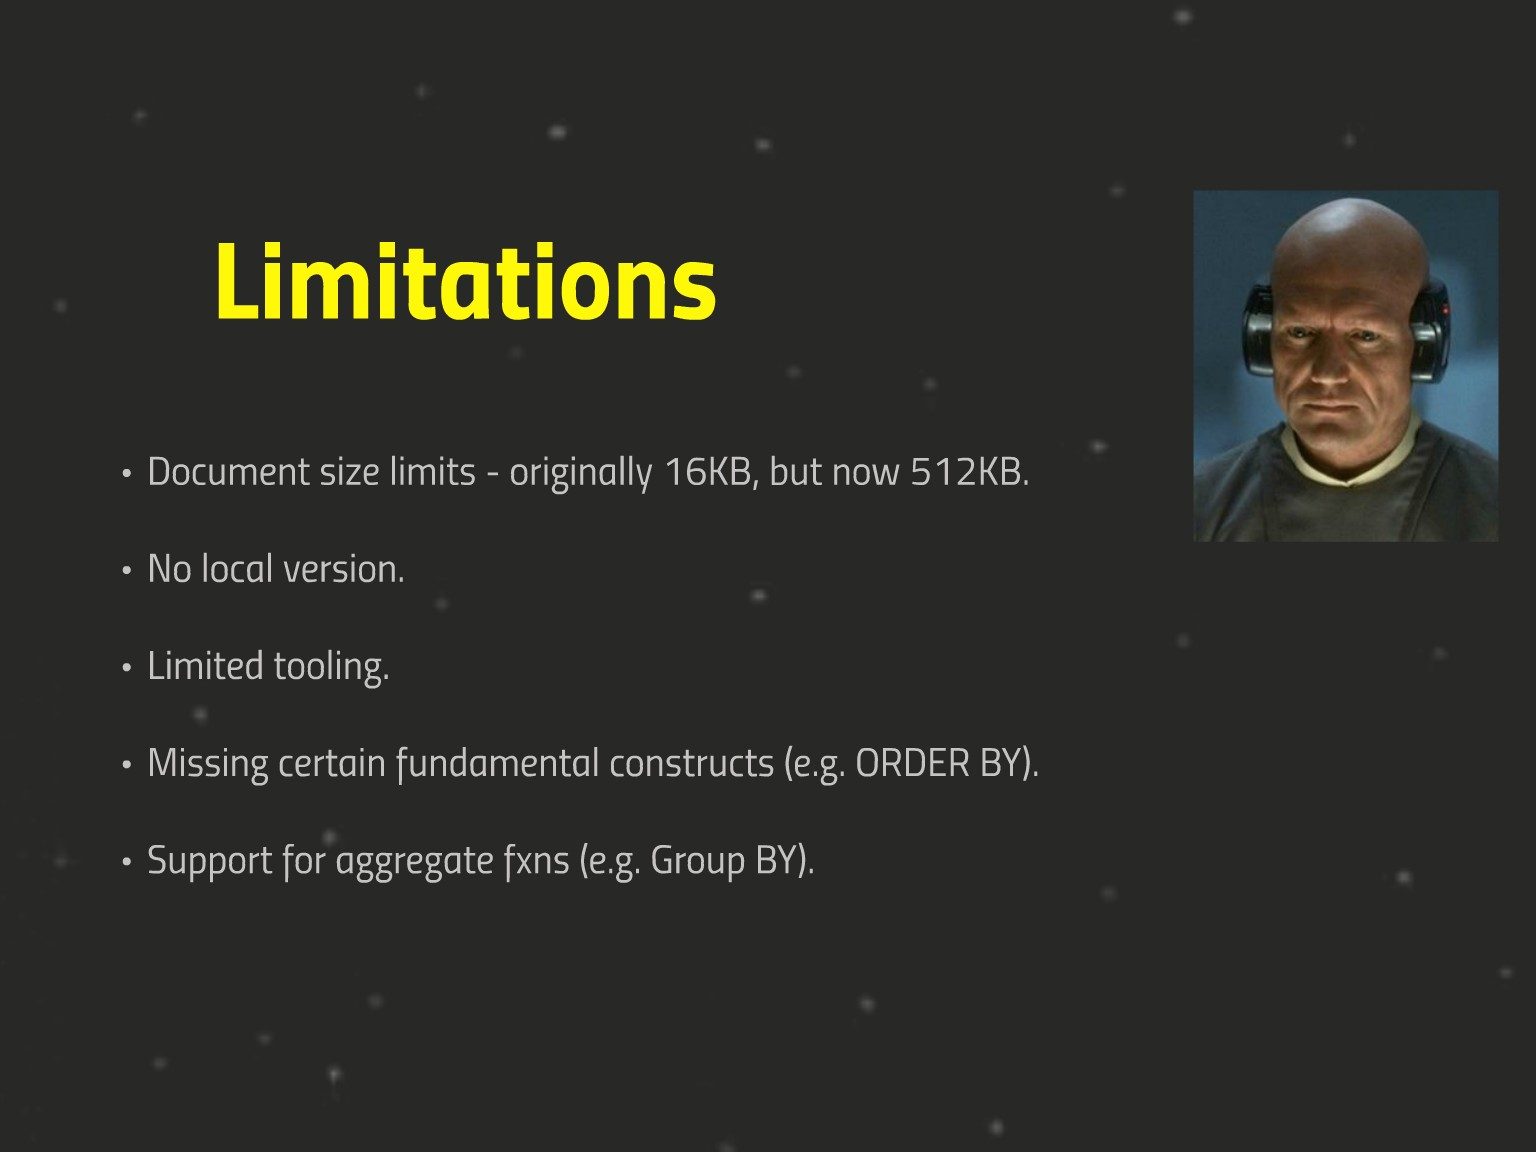 Limitations
• Document size limits - originally 16KB, but now 512KB.
• No local version.
• Limited tooling.
• Missing certain fundamental constructs (e.g. ORDER BY).
• Support for aggregate fxns (e.g. Group BY).